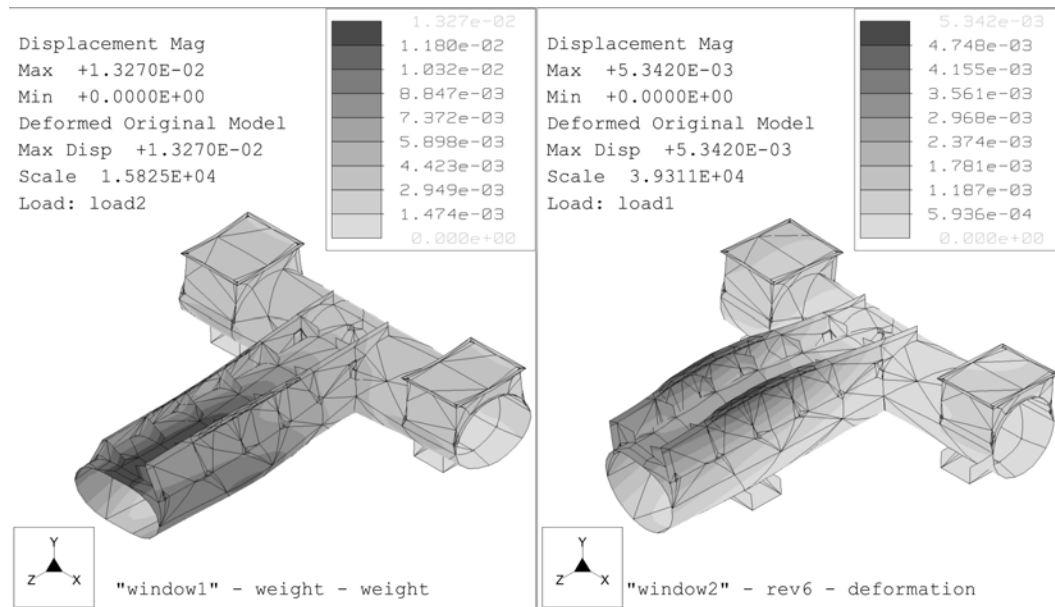 Displacement Mag
Max +1.3270E-02
Min +0.0000E+00
Deformed Original Model
Max Disp +1.3270E-02
Scale 1.5825E+04
Load: load2
1.327e-02
1.180e-02
1.032e-02
8.847e-03
7.372e-03
5.898e-03
4.423e-03
2.949e-03
1.474e-03
0.000e+00
Y
Z
X
"window1" - weight - weight
Displacement Mag
Max +5.3420E-03
Min +0.0000E+00
Deformed Original Model
Max Disp +5.3420E-03
Scale 3.9311E+04
Load: load1
5.342e-03
4.748e-03
4.155e-03
3.561e-03
2.968e-03
2.374e-03
1.781e-03
1.187e-03
5.936e-04
0.000e+00
Y
Z
X
"window2" - rev6 - deformation